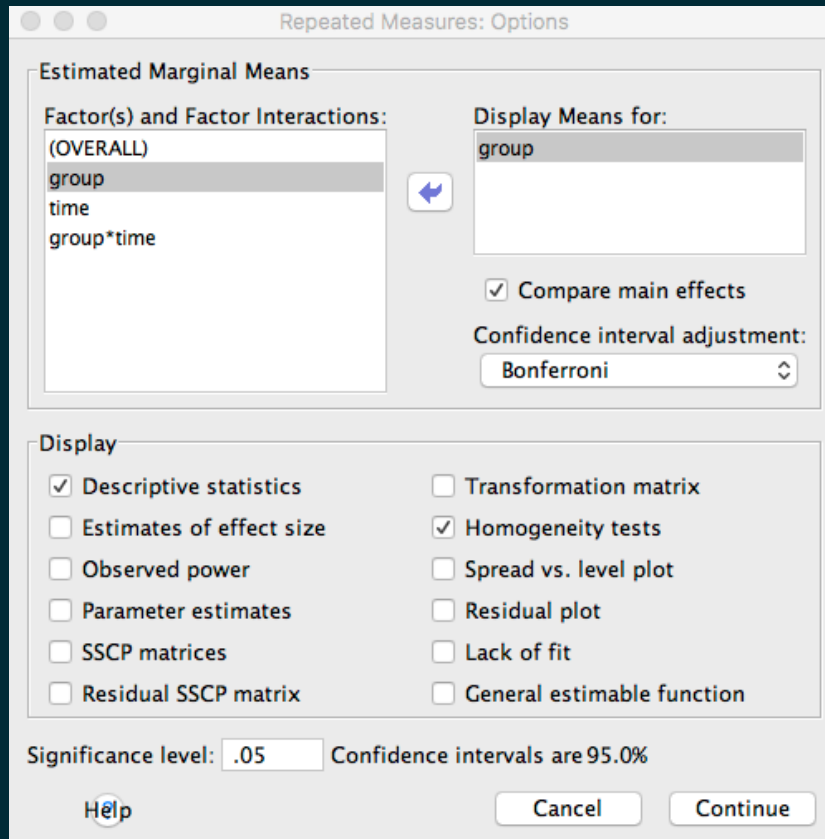 Repeated Measures: Options
Estimated Marginal Means
Factor(s) and Factor Interactions:
(OVERALL)
group
time
group*time
Display Means for:
group
Compare main effects
Confidence interval adjustment:
Bonferroni
Display
Descriptive statistics
Estimates of effect size
Observed power
Parameter estimates
SSCP matrices
Residual SSCP matrix
Transformation matrix
Homogeneity tests
Spread vs. level plot
Residual plot
Lack of fit
General estimable function
Significance level: .05 Confidence intervals are 95.0%
Help Cancel Continue